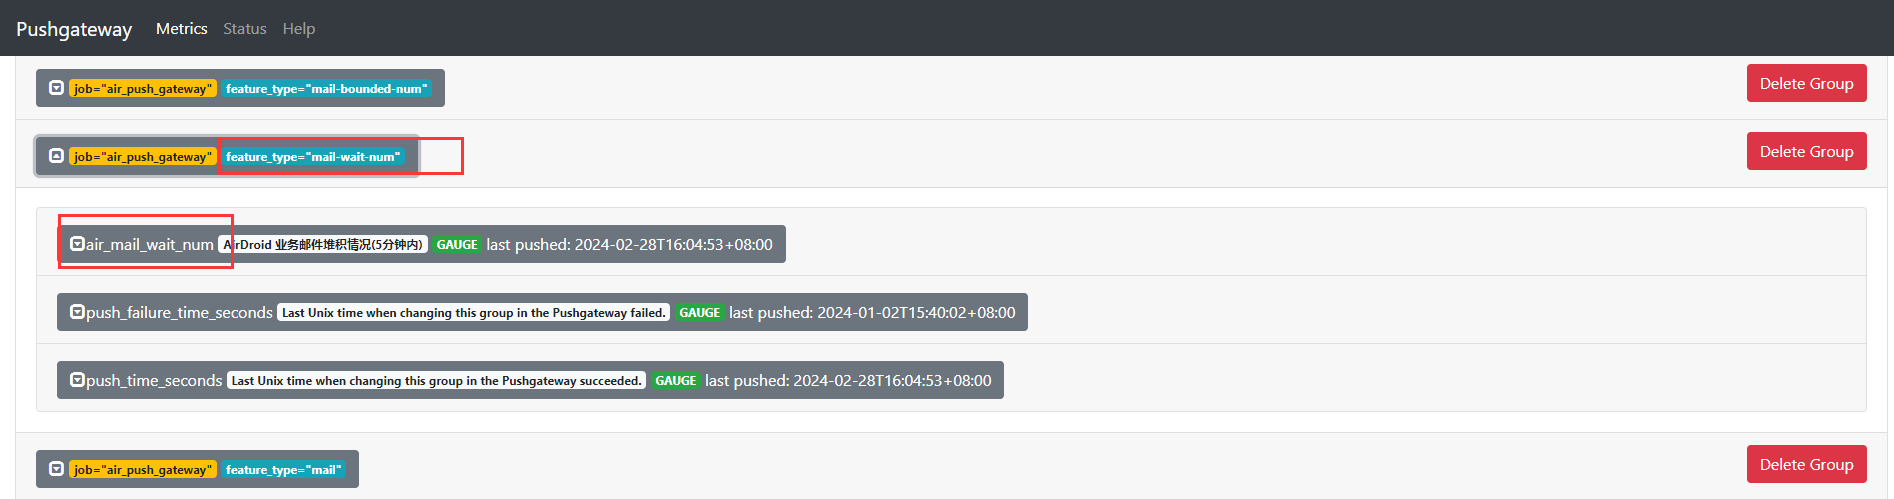 Pushgateway Metrics Status Help
job="air_push_gateway" feature_type="mail-bounded-num" Delete Group
job="air_push_gateway" feature_type="mail-wait-num" Delete Group
air_mail_wait_num AirDroid 业务邮件堆积情况(5分钟内) GAUGE last pushed: 2024-02-28T16:04:53+08:00
push_failure_time_seconds Last Unix time when changing this group in the Pushgateway failed. GAUGE last pushed: 2024-01-02T15:40:02+08:00
push_time_seconds Last Unix time when changing this group in the Pushgateway succeeded. GAUGE last pushed: 2024-02-28T16:04:53+08:00
job="air_push_gateway" feature_type="mail" Delete Group